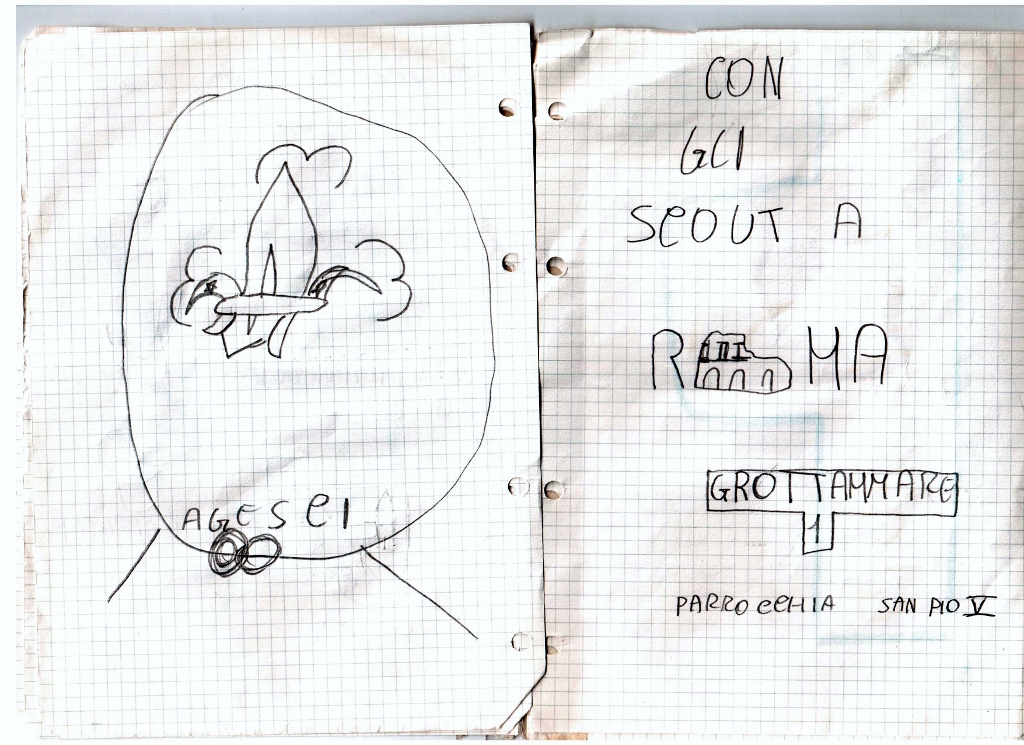 AGESCI
CON
GLI
SCOUT A
ROMA
GROTTAMMARE
1
PARROCCHIA SAN PIO V